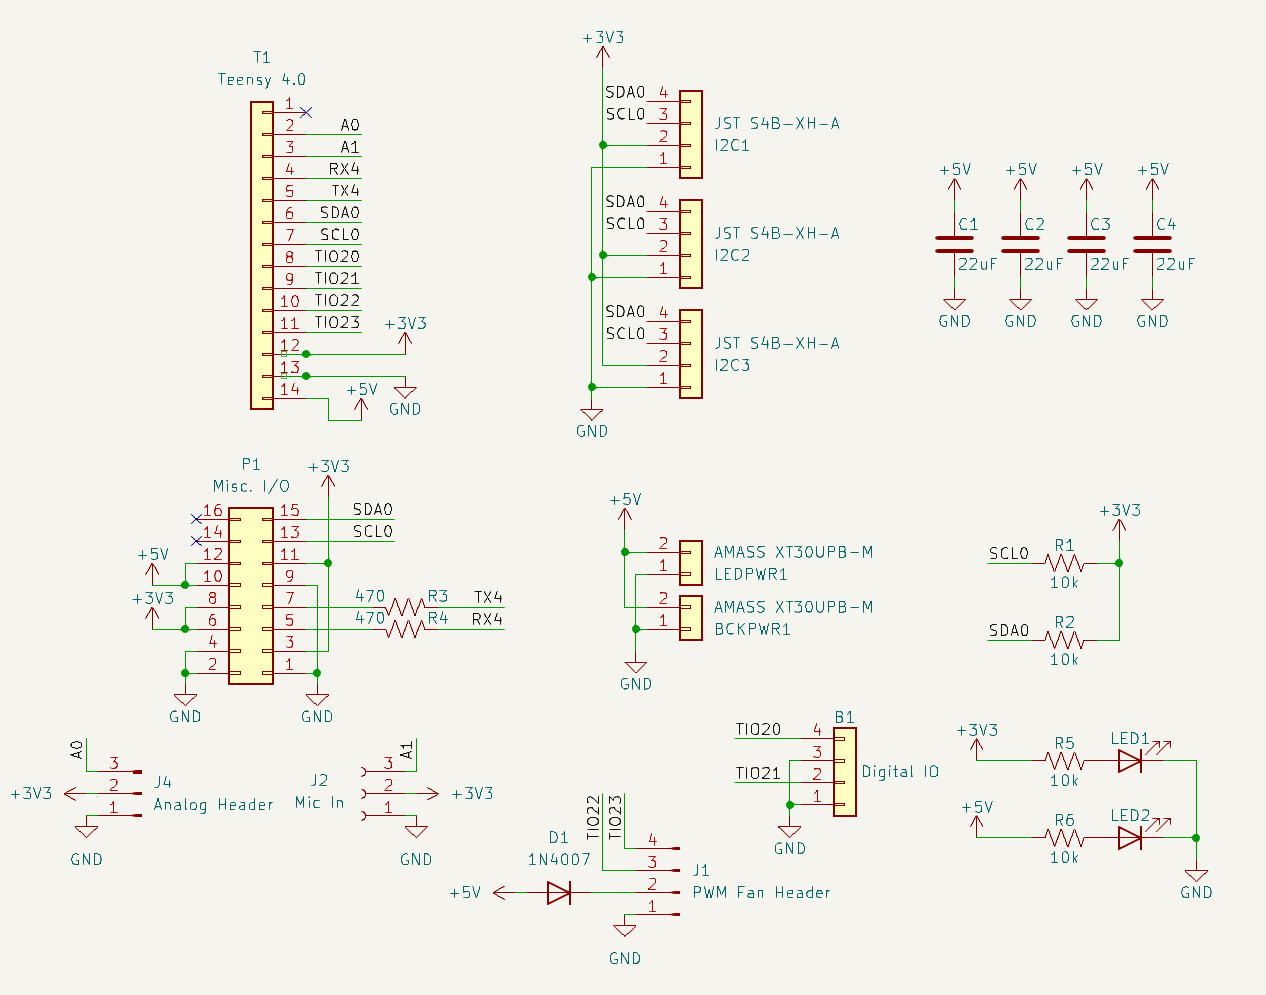 T1
Teensy 4.0
1
2 A0
3 A1
4 RX4
5 TX4
6 SDA0
7 SCL0
8 TIO20
9 TIO21
10 TIO22
11 TIO23
12 +3V3
13
GND
14 +5V
+3V3
SDA0 4
SCL0 3
2
1
JST S4B-XH-A
I2C1
SDA0 4
SCL0 3
2
1
JST S4B-XH-A
I2C2
SDA0 4
SCL0 3
2
1
JST S4B-XH-A
I2C3
GND
+5V +5V +5V +5V
C1 C2 C3 C4
22uF 22uF 22uF 22uF
GND GND GND GND
P1
Misc. I/O
+3V3
16 15 SDA0
14 13 SCL0
+5V 12 11
10 9
+3V3 8 7 470 R3 TX4
6 5 470 R4 RX4
4 3
2 1
GND GND
+5V
2 AMASS XT30UPB-M
1 LEDPWR1
2 AMASS XT30UPB-M
1 BCKPWR1
GND
+3V3
SCL0 R1
10k
SDA0 R2
10k
A0
3
+3V3 2
1
J4
Analog Header
GND
A1
J2
Mic In
3
2 +3V3
1
GND
TIO22
TIO23
D1
1N4007
+5V
4
3
2
1
J1
PWM Fan Header
GND
B1
TIO20 4
3
TIO21 2
1
Digital IO
GND
+3V3 R5 LED1
10k
+5V R6 LED2
10k
GND